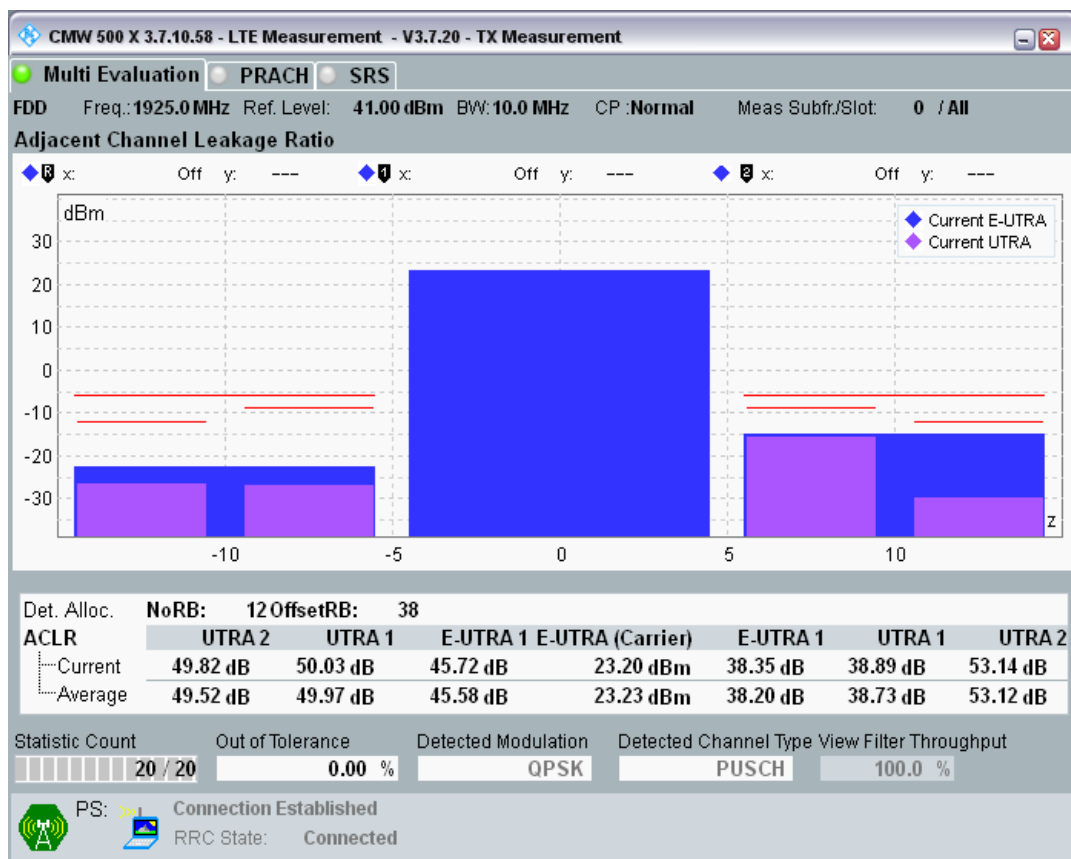 CMW 500 X 3.7.10.58 - LTE Measurement - V3.7.20 - TX Measurement
Multi Evaluation PRACH SRS
FDD Freq.: 1925.0 MHz Ref. Level: 41.00 dBm BW: 10.0 MHz CP :Normal Meas Subfr./Slot: 0 / All
Adjacent Channel Leakage Ratio
R x: Off y: --- 1 x: Off y: --- 2 x: Off y: ---
dBm
Current E-UTRA
Current UTRA
30
20
10
0
-10
-20
-30
z
-10 -5 0 5 10
Det. Alloc. NoRB: 12 OffsetRB: 38
ACLR UTRA 2 UTRA 1 E-UTRA 1 E-UTRA (Carrier) E-UTRA 1 UTRA 1 UTRA 2
Current 49.82 dB 50.03 dB 45.72 dB 23.20 dBm 38.35 dB 38.89 dB 53.14 dB
Average 49.52 dB 49.97 dB 45.58 dB 23.23 dBm 38.20 dB 38.73 dB 53.12 dB
Statistic Count Out of Tolerance Detected Modulation Detected Channel Type View Filter Throughput
20 / 20 0.00 % QPSK PUSCH 100.0 %
PS: Connection Established
RRC State: Connected